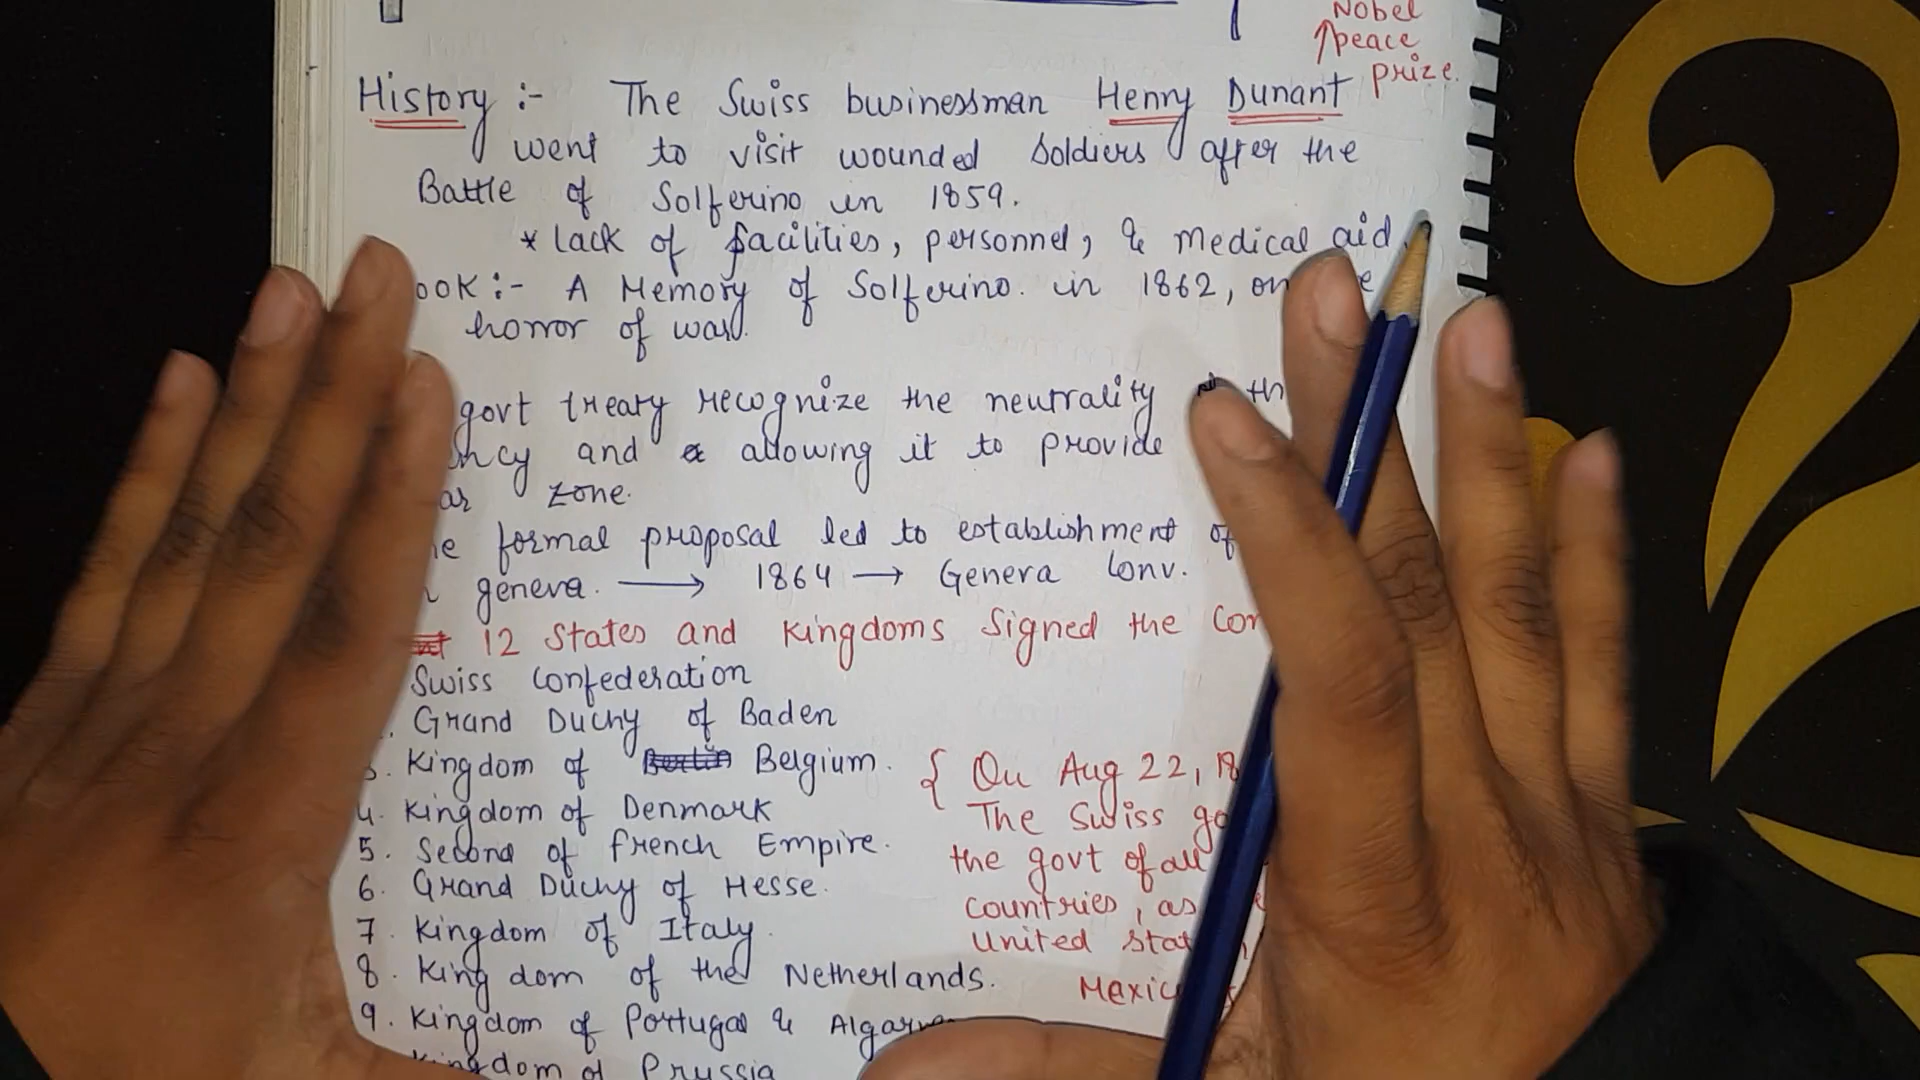 Nobel
peace
prize.
History :- The Swiss businessman Henry Dunant
went to visit wounded soldiers after the
Battle of Solferino in 1859.
* lack of facilities, personnel, & medical aid.
ook :- A Memory of Solferino. in 1862, on
horror of war.
govt treaty recognize the neutrality
and allowing it to provide
zone.
formal proposal led to establishment of
geneva. → 1864 → Geneva Conv.
12 States and Kingdoms Signed the Con
Swiss Confederation
Grand Duchy of Baden
3. Kingdom of Belgium.
4. Kingdom of Denmark
5. Second of french Empire.
6. Grand Duchy of Hesse.
7. Kingdom of Italy.
8. King dom of the Netherlands.
9. Kingdom of Portugal & Algarve
Kingdom of Prussia
{ On Aug 22, 18
The Swiss go
the govt of all
countries, as
United stat
Mexic